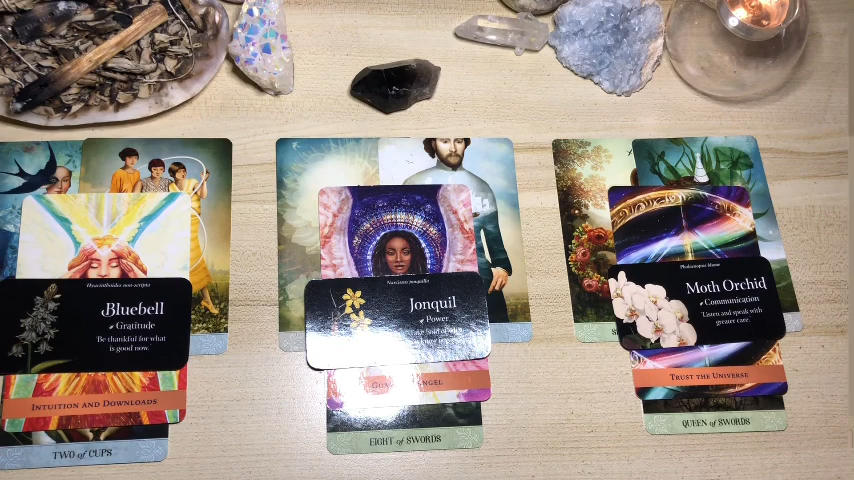 Hyacinthoides non-scripta
Bluebell
Gratitude
Be thankful for what
is good now.
INTUITION AND DOWNLOADS
TWO of CUPS
Narcissus jonquilla
Jonquil
Power
ANGEL
EIGHT of SWORDS
Phalaenopsis blume
Moth Orchid
Communication
Listen and speak with
greater care.
TRUST THE UNIVERSE
QUEEN of SWORDS